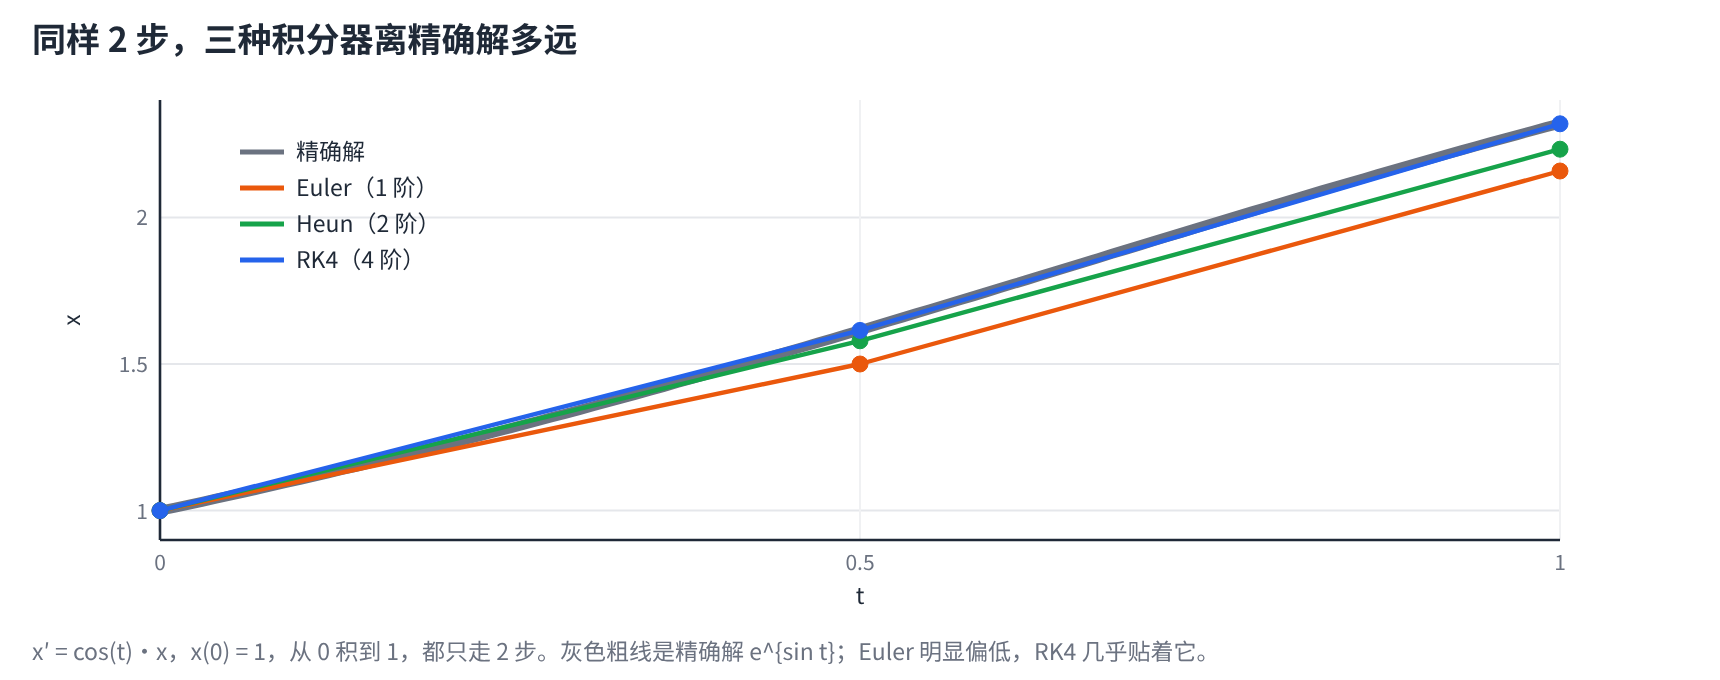 同样 2 步，三种积分器离精确解多远
精确解
Euler（1 阶）
Heun（2 阶）
RK4（4 阶）
2
1.5
1
x
0
0.5
1
t
x′ = cos(t)·x，x(0) = 1，从 0 积到 1，都只走 2 步。灰色粗线是精确解 e^{sin t}；Euler 明显偏低，RK4 几乎贴着它。